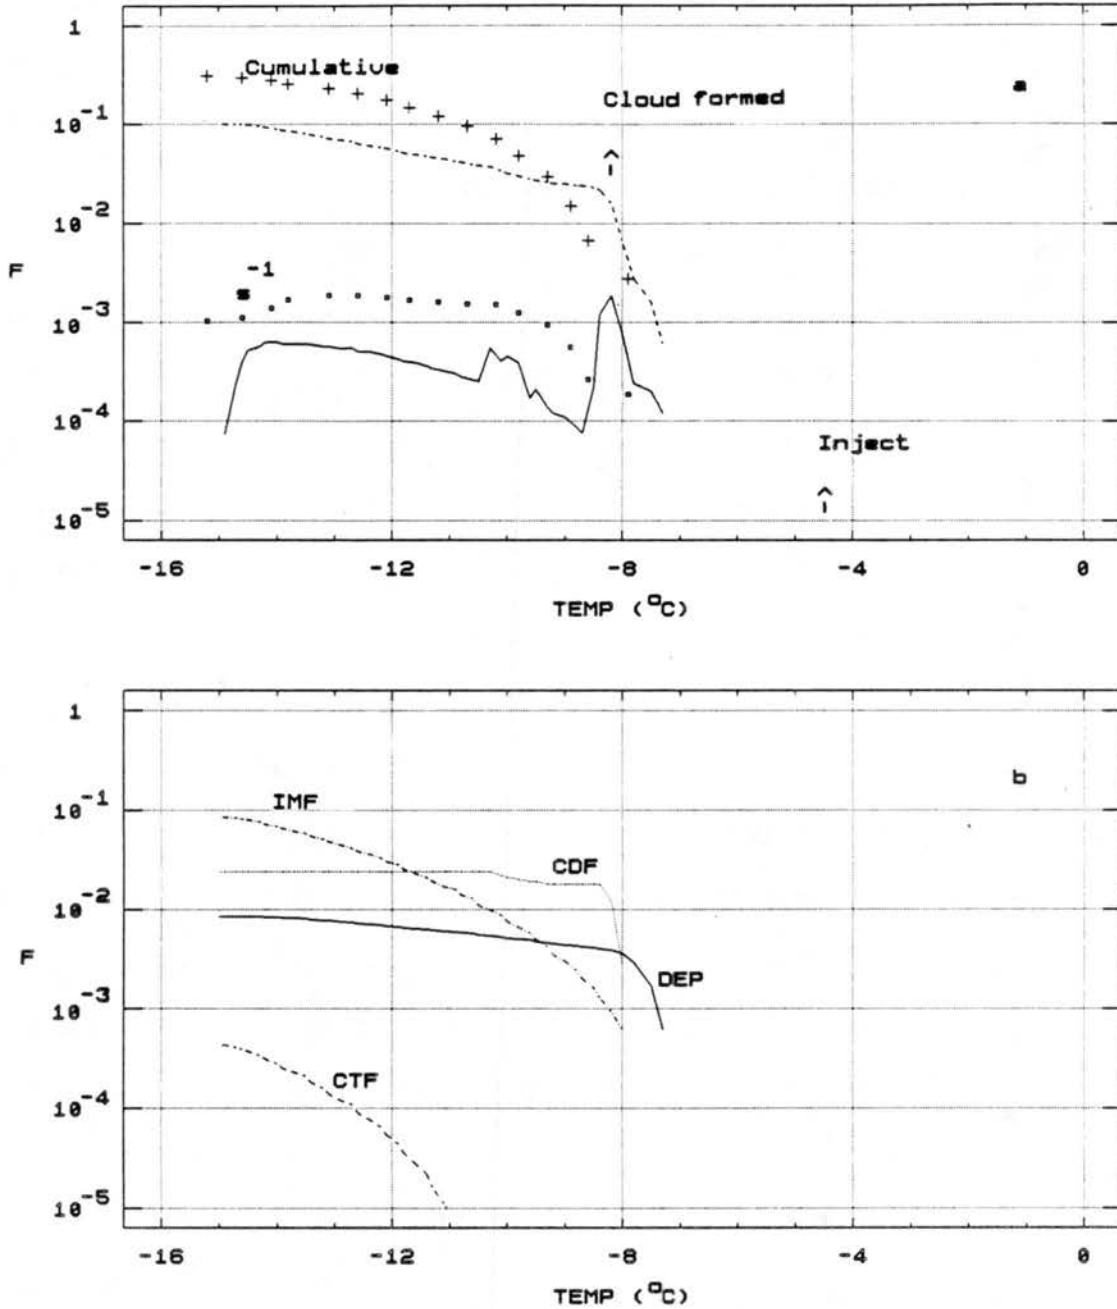 1
Cumulative
Cloud formed
a
10-1
^
10-2
F
s-1
10-3
10-4
Inject
^
10-5
-16 -12 -8 -4 0
TEMP (°C)
1
b
10-1
IMF
CDF
10-2
F
DEP
10-3
CTF
10-4
10-5
-16 -12 -8 -4 0
TEMP (°C)